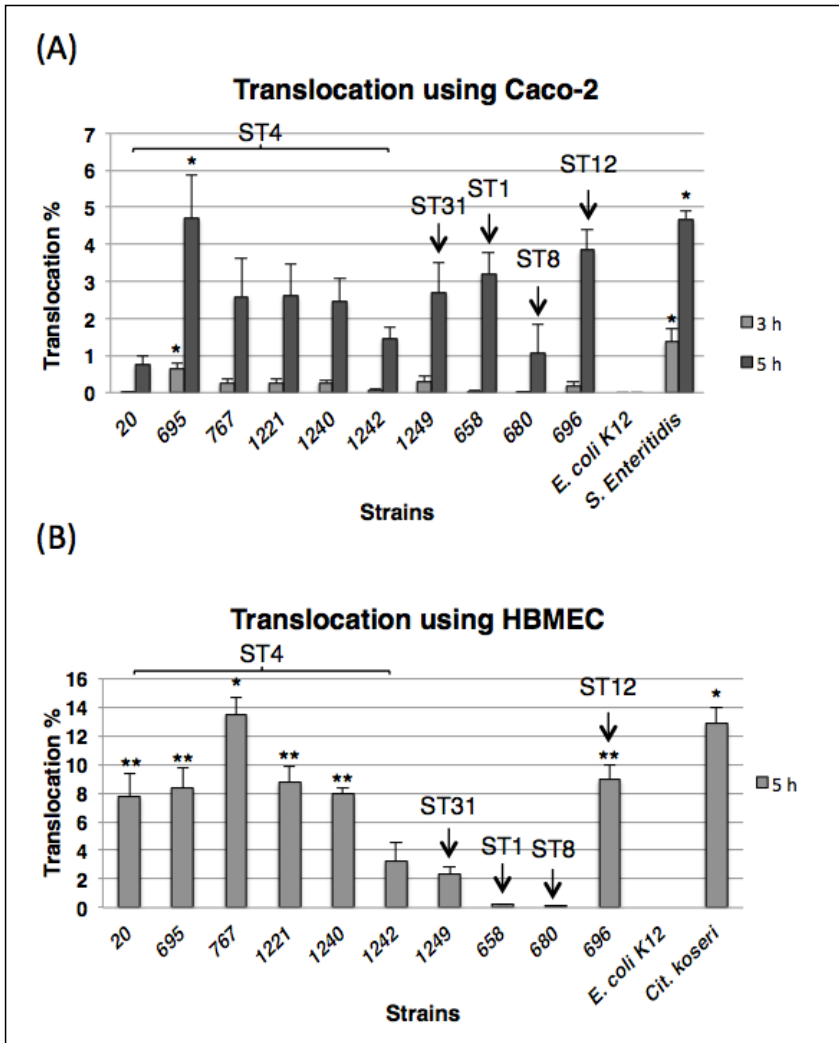 (A)
Translocation using Caco-2
ST4
ST31
ST1
ST8
ST12
* * * *
Translocation %
7
6
5
4
3
2
1
0
3 h
5 h
20 695 767 1221 1240 1242 1249 658 680 696 E. coli K12 S. Enteritidis
Strains
(B)
Translocation using HBMEC
ST4
ST31
ST1
ST8
ST12
** ** * ** ** ** *
Translocation %
16
14
12
10
8
6
4
2
0
5 h
20 695 767 1221 1240 1242 1249 658 680 696 E. coli K12 Cit. koseri
Strains